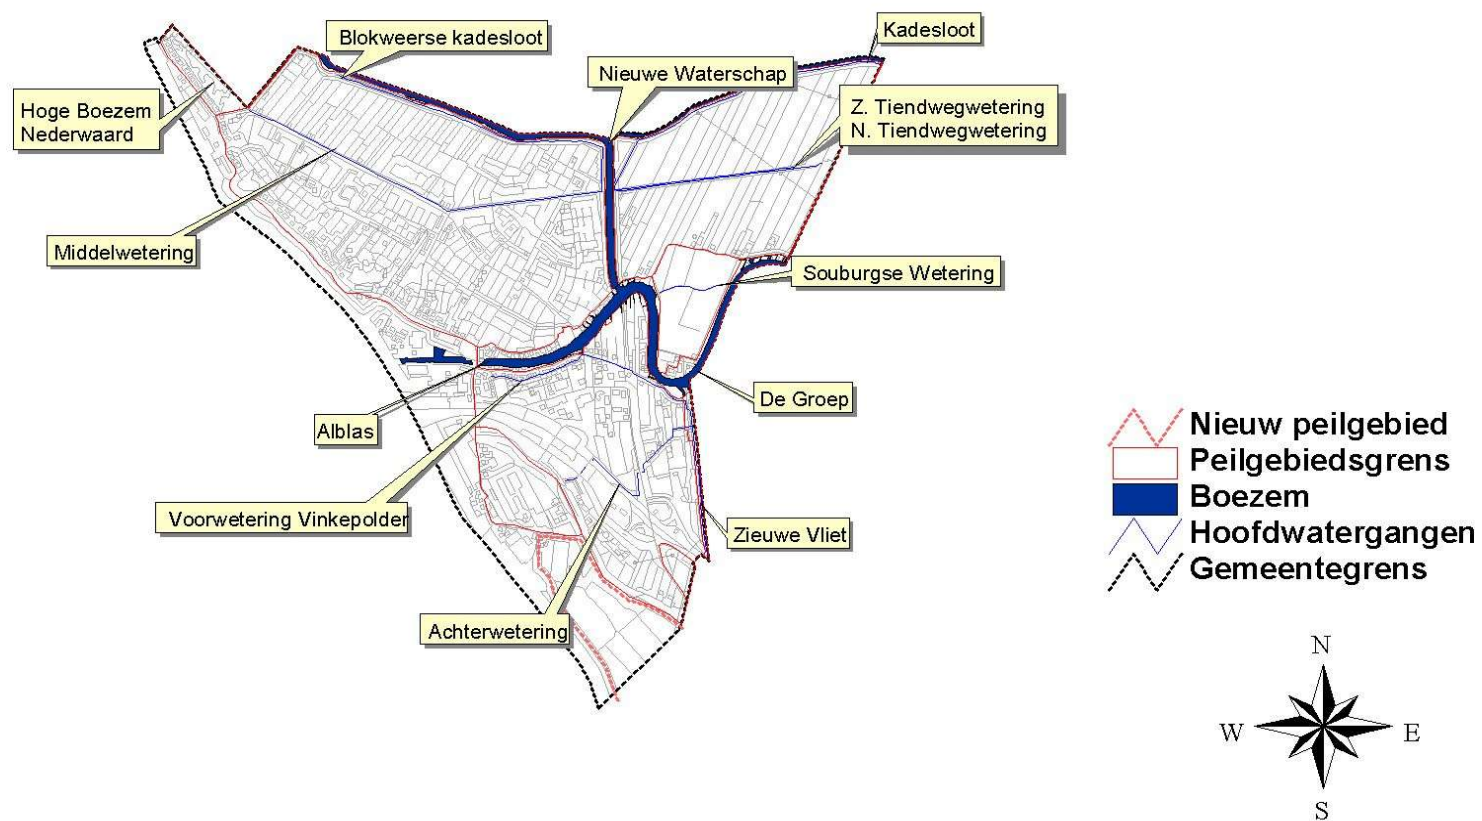 Kadesloot
Blokweerse kadesloot
Nieuwe Waterschap
Hoge Boezem
Nederwaard
Z. Tiendwegwetering
N. Tiendwegwetering
Middelwetering
Souburgse Wetering
De Groep
Alblas
Voorwetering Vinkepolder
Zieuwe Vliet
Achterwetering
Nieuw peilgebied
Peilgebiedsgrens
Boezem
Hoofdwatergangen
Gemeentegrens
N
W E
S